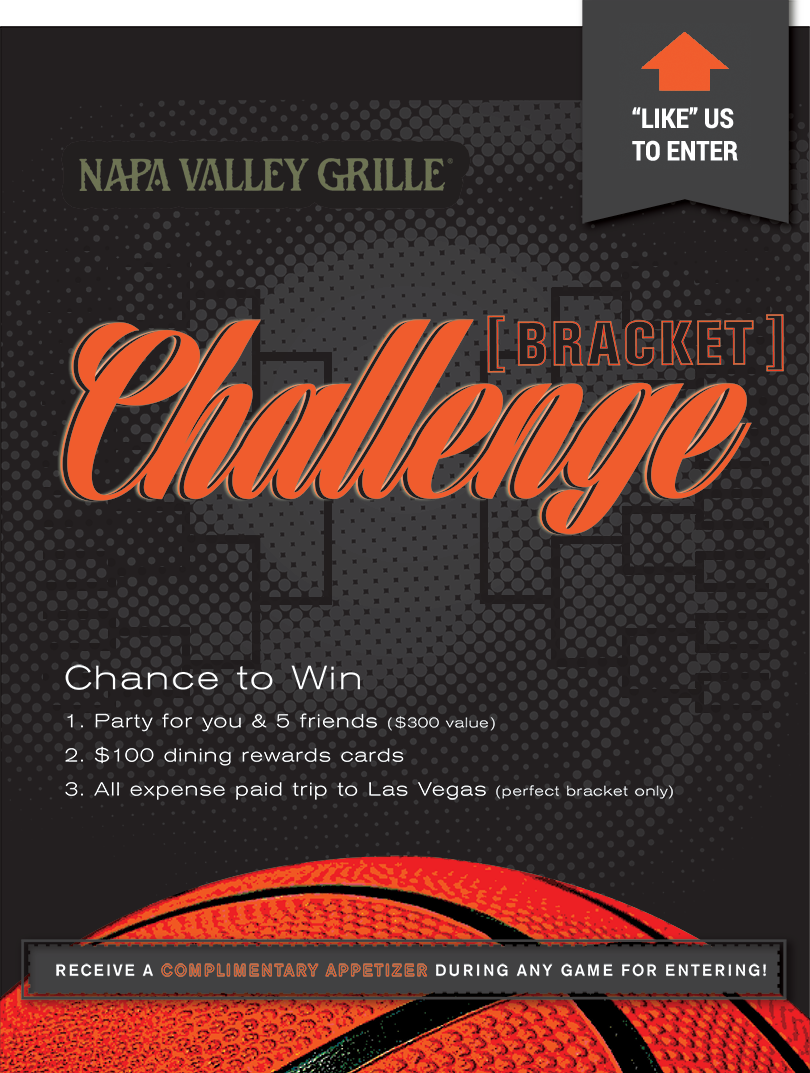 “LIKE” US
TO ENTER
NAPA VALLEY GRILLE®
[BRACKET]
Challenge
Chance to Win
1. Party for you & 5 friends ($300 value)
2. $100 dining rewards cards
3. All expense paid trip to Las Vegas (perfect bracket only)
RECEIVE A COMPLIMENTARY APPETIZER DURING ANY GAME FOR ENTERING!